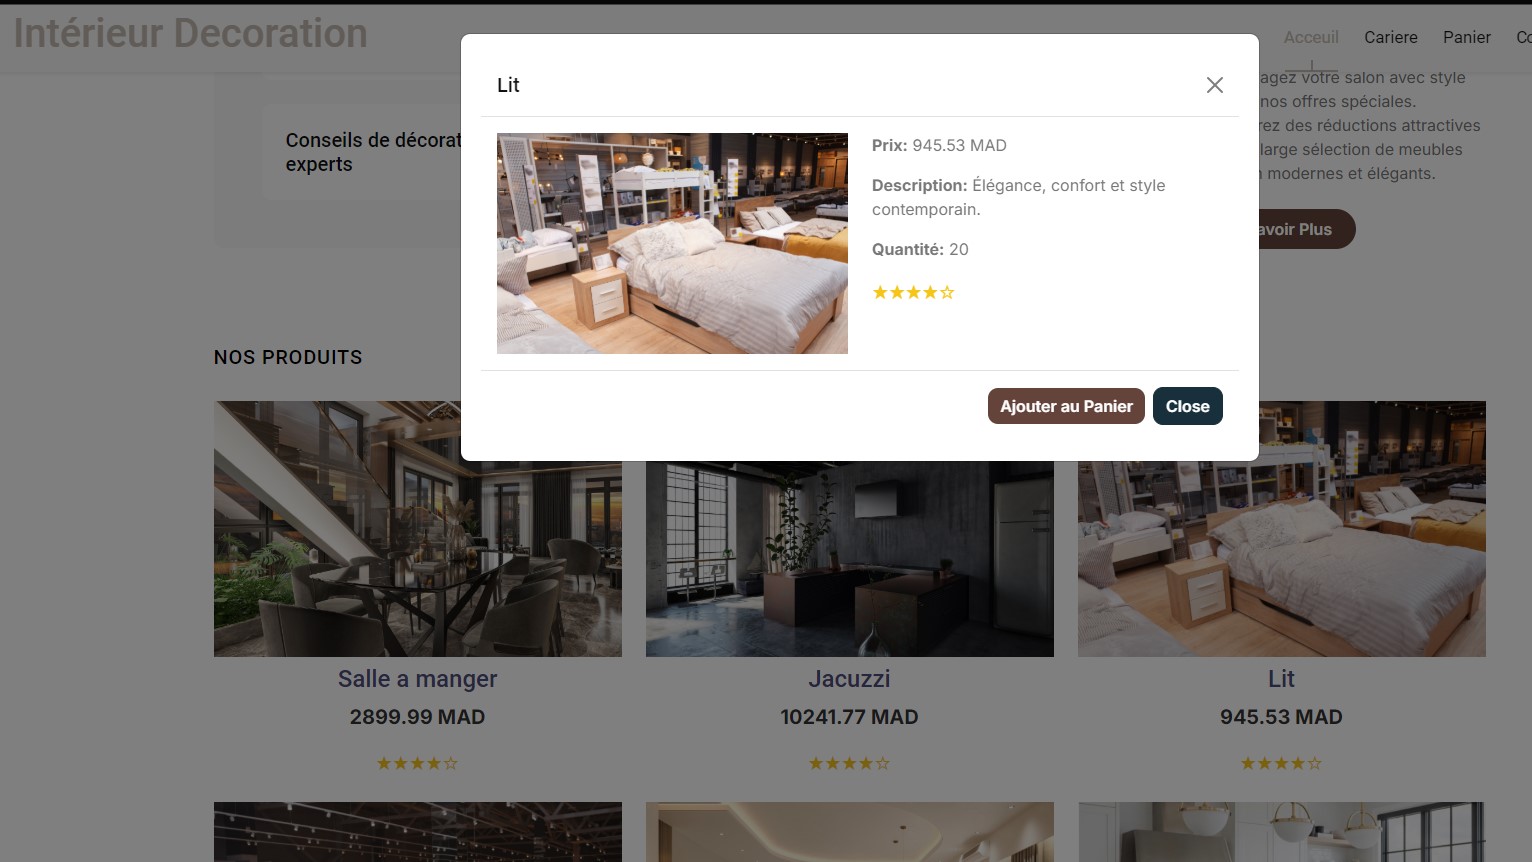 Intérieur Decoration
Acceuil Cariere Panier
Lit
Conseils de décorat
experts
Prix: 945.53 MAD
Description: Élégance, confort et style
contemporain.
Quantité: 20
Ajouter au Panier
Close
agez votre salon avec style
nos offres spéciales.
rez des réductions attractives
large sélection de meubles
modernes et élégants.
avoir Plus
NOS PRODUITS
Salle a manger
2899.99 MAD
Jacuzzi
10241.77 MAD
Lit
945.53 MAD